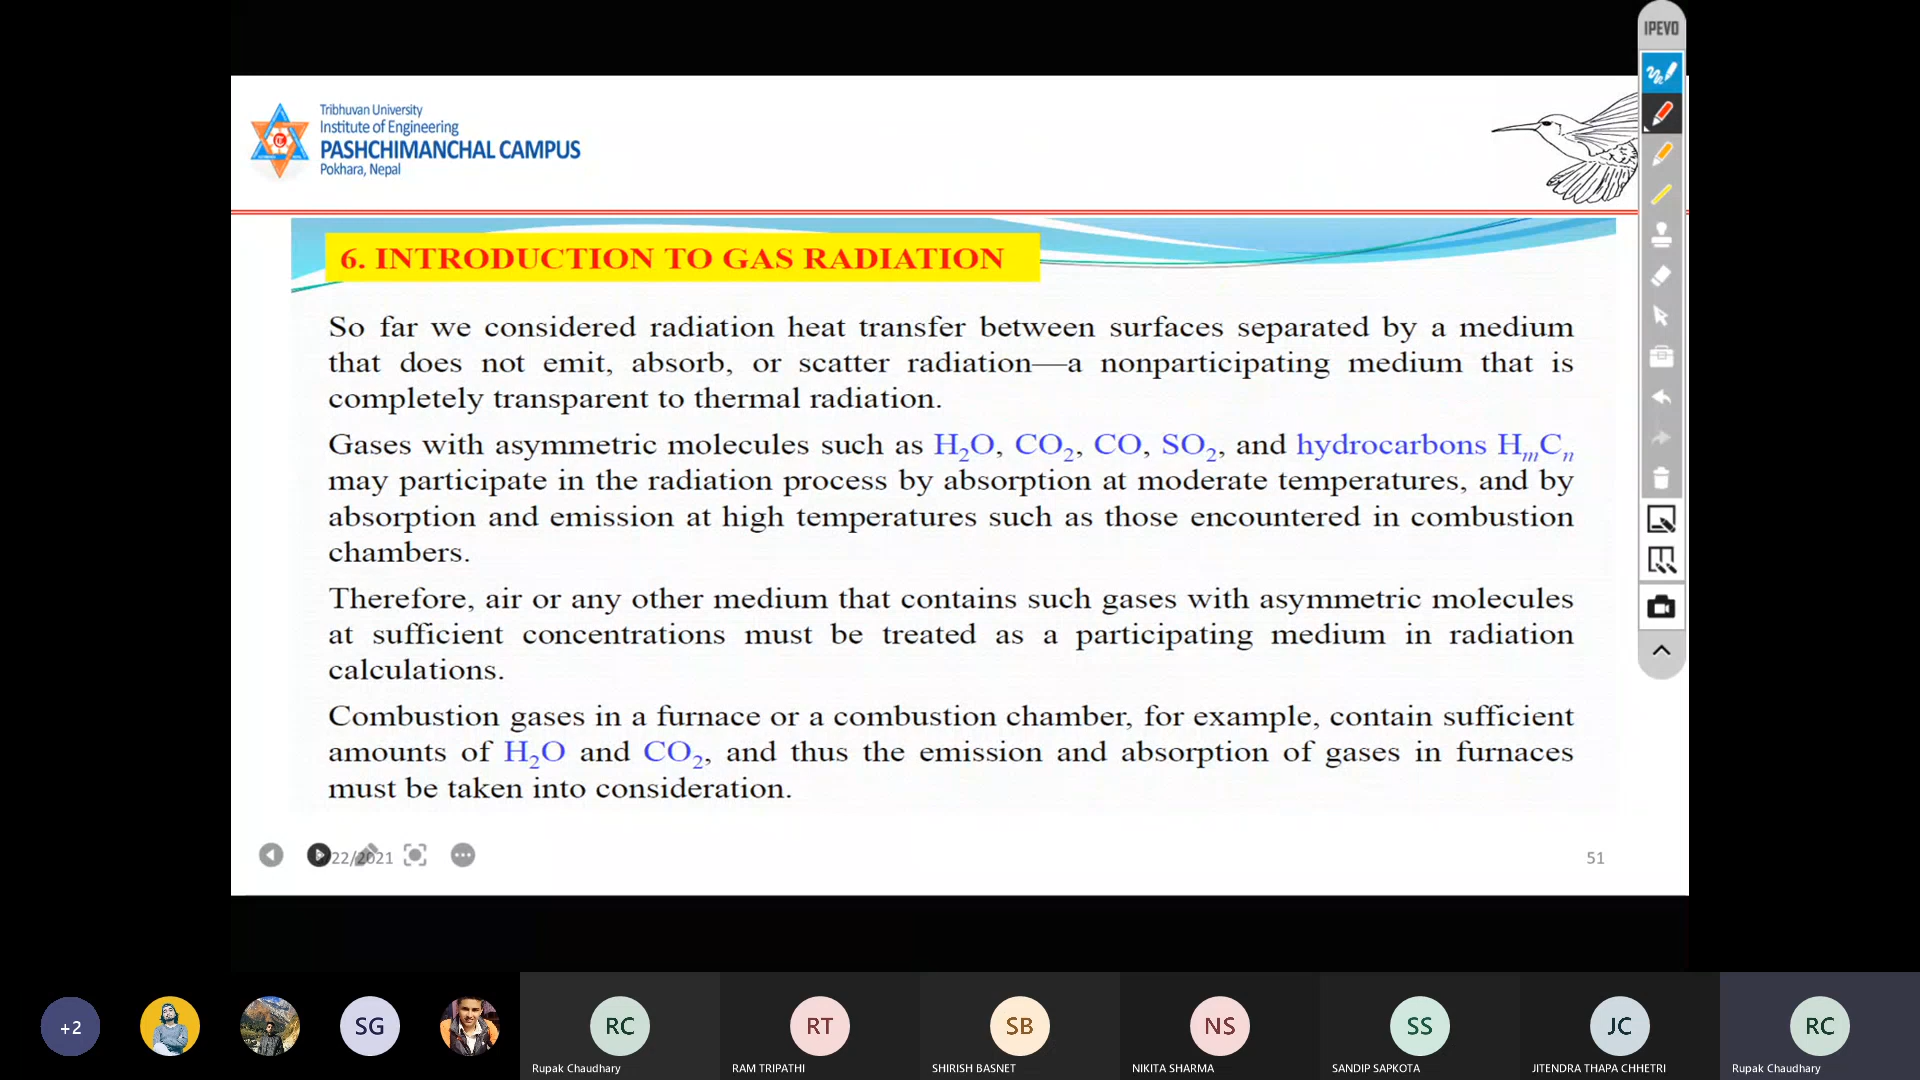 IPEVO
Tribhuvan University
Institute of Engineering
PASHCHIMANCHAL CAMPUS
Pokhara, Nepal
6. INTRODUCTION TO GAS RADIATION
So far we considered radiation heat transfer between surfaces separated by a medium
that does not emit, absorb, or scatter radiation—a nonparticipating medium that is
completely transparent to thermal radiation.
Gases with asymmetric molecules such as H₂O, CO₂, CO, SO₂, and hydrocarbons HₘCₙ
may participate in the radiation process by absorption at moderate temperatures, and by
absorption and emission at high temperatures such as those encountered in combustion
chambers.
Therefore, air or any other medium that contains such gases with asymmetric molecules
at sufficient concentrations must be treated as a participating medium in radiation
calculations.
Combustion gases in a furnace or a combustion chamber, for example, contain sufficient
amounts of H₂O and CO₂, and thus the emission and absorption of gases in furnaces
must be taken into consideration.
22/2021
51
+2
SG
RC
RT
SB
NS
SS
JC
RC
Rupak Chaudhary
RAM TRIPATHI
SHIRISH BASNET
NIKITA SHARMA
SANDIP SAPKOTA
JITENDRA THAPA CHHETRI
Rupak Chaudhary